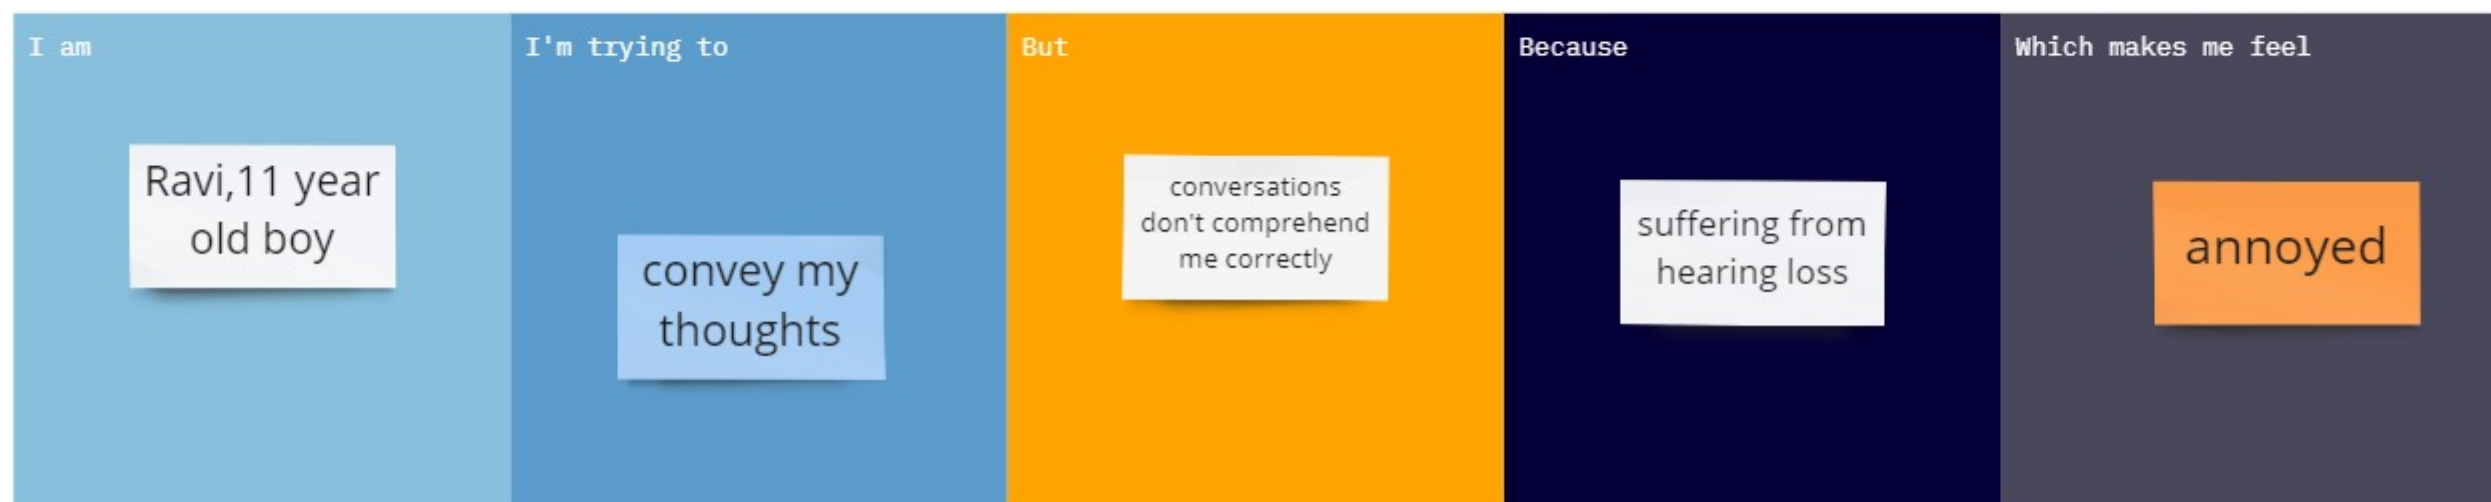 I am
Ravi,11 year
old boy
I'm trying to
convey my
thoughts
But
conversations
don't comprehend
me correctly
Because
suffering from
hearing loss
Which makes me feel
annoyed